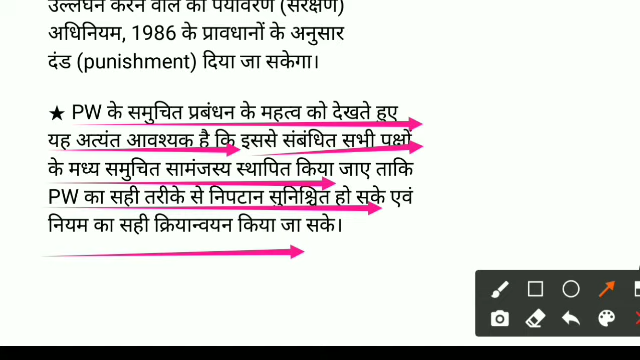 उल्लंघन करने वाले को पर्यावरण (संरक्षण)
अधिनियम, 1986 के प्रावधानों के अनुसार
दंड (punishment) दिया जा सकेगा।
★ PW के समुचित प्रबंधन के महत्व को देखते हुए
यह अत्यंत आवश्यक है कि इससे संबंधित सभी पक्षों
के मध्य समुचित सामंजस्य स्थापित किया जाए ताकि
PW का सही तरीके से निपटान सुनिश्चित हो सके एवं
नियम का सही क्रियान्वयन किया जा सके।